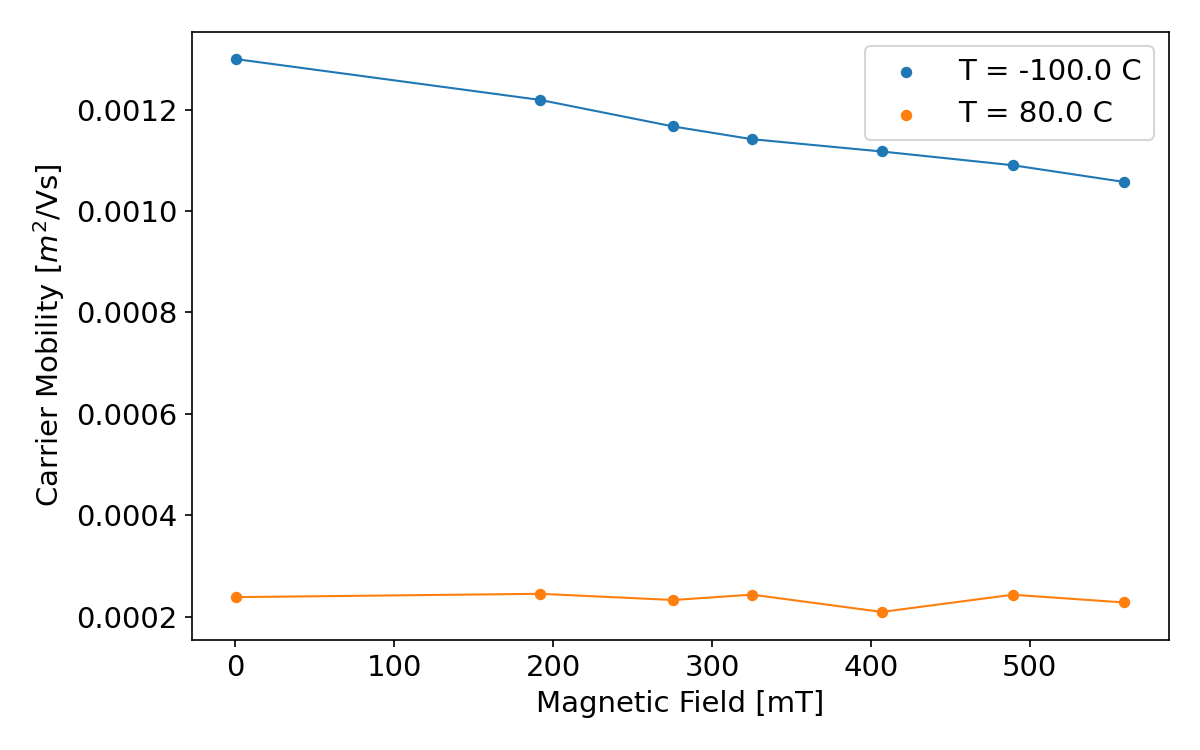 T = -100.0 C
T = 80.0 C
0.0012
0.0010
0.0008
0.0006
0.0004
0.0002
Carrier Mobility [m²/Vs]
0 100 200 300 400 500
Magnetic Field [mT]